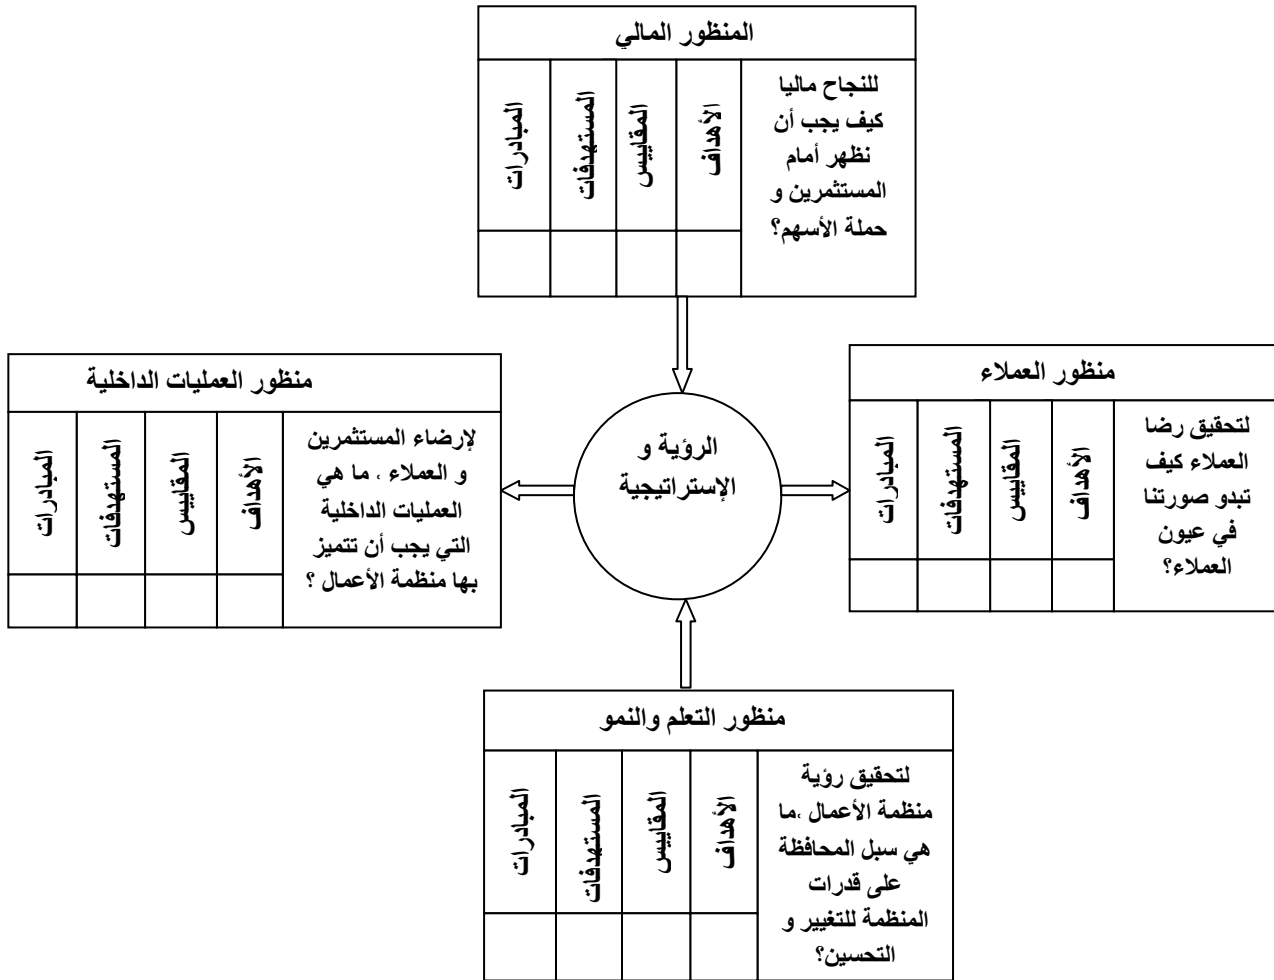 المنظور المالي
للنجاح ماليا
كيف يجب أن
نظهر أمام
المستثمرين و
حملة الأسهم؟
الأهداف
المقاييس
المستهدفات
المبادرات
منظور العملاء
لتحقيق رضا
العملاء كيف
تبدو صورتنا
في عيون
العملاء؟
الأهداف
المقاييس
المستهدفات
المبادرات
الرؤية و
الإستراتيجية
منظور العمليات الداخلية
لإرضاء المستثمرين
و العملاء ، ما هي
العمليات الداخلية
التي يجب أن تتميز
بها منظمة الأعمال ؟
الأهداف
المقاييس
المستهدفات
المبادرات
منظور التعلم والنمو
لتحقيق رؤية
منظمة الأعمال ،ما
هي سبل المحافظة
على قدرات
المنظمة للتغيير و
التحسين؟
الأهداف
المقاييس
المستهدفات
المبادرات